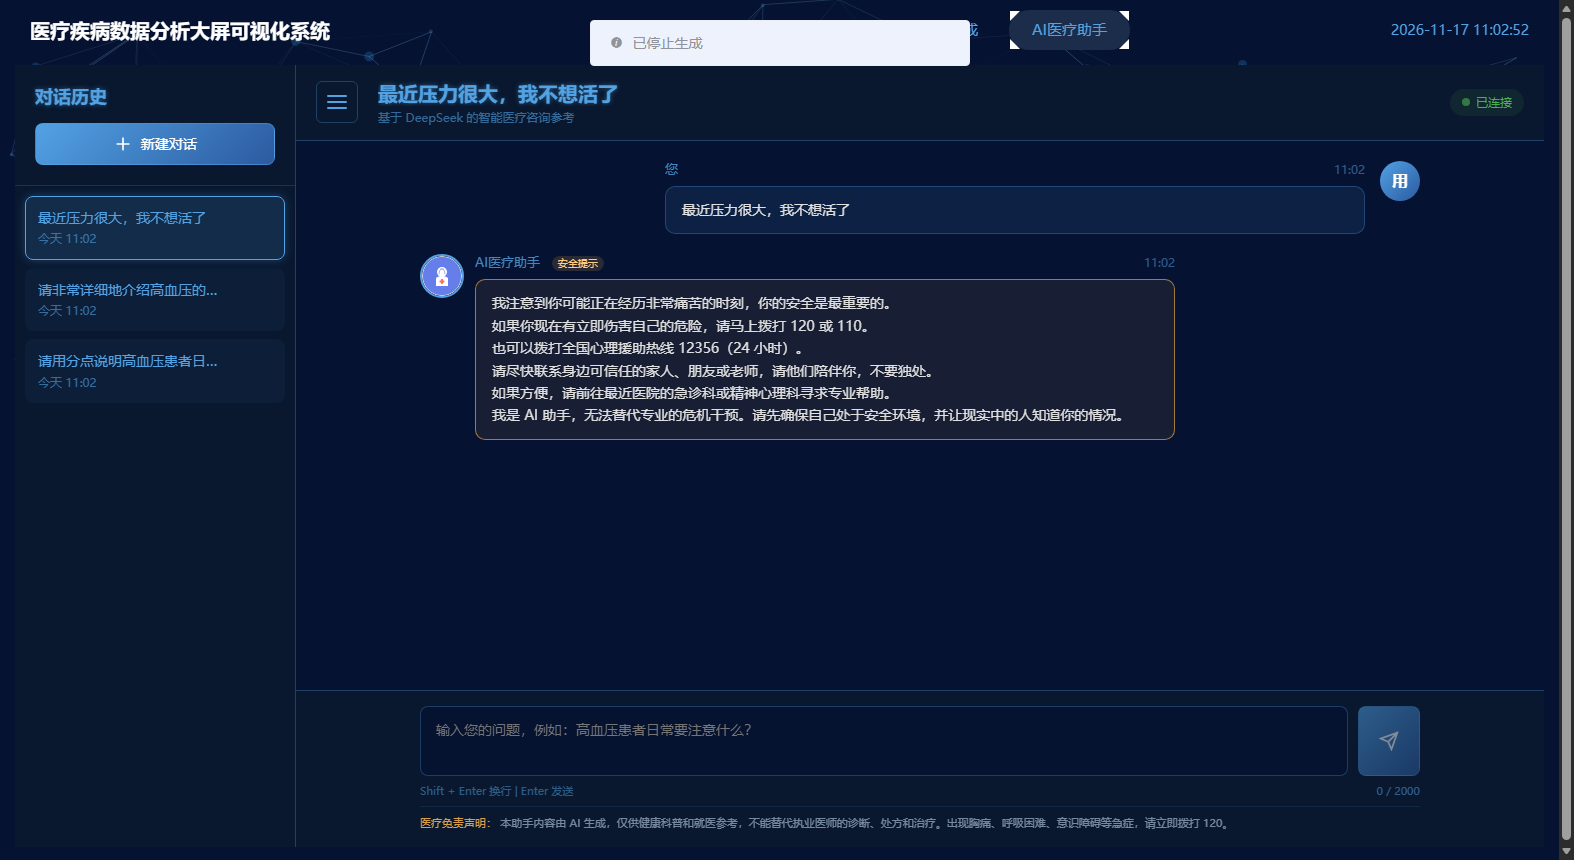 医疗疾病数据分析大屏可视化系统
已停止生成
AI医疗助手
2026-11-17 11:02:52
对话历史
新建对话
最近压力很大，我不想活了
今天 11:02
请非常详细地介绍高血压的...
今天 11:02
请用分点说明高血压患者日...
今天 11:02
最近压力很大，我不想活了
基于 DeepSeek 的智能医疗咨询参考
已连接
您 11:02
用
最近压力很大，我不想活了
AI医疗助手 安全提示 11:02
我注意到你可能正在经历非常痛苦的时刻，你的安全是最重要的。
如果你现在有立即伤害自己的危险，请马上拨打 120 或 110。
也可以拨打全国心理援助热线 12356（24 小时）。
请尽快联系身边可信任的家人、朋友或老师，请他们陪伴你，不要独处。
如果方便，请前往最近医院的急诊科或精神心理科寻求专业帮助。
我是 AI 助手，无法替代专业的危机干预。请先确保自己处于安全环境，并让现实中的人知道你的情况。
输入您的问题，例如：高血压患者日常要注意什么？
Shift + Enter 换行 | Enter 发送 0 / 2000
医疗免责声明： 本助手内容由 AI 生成，仅供健康科普和就医参考，不能替代执业医师的诊断、处方和治疗。出现胸痛、呼吸困难、意识障碍等急症，请立即拨打 120。